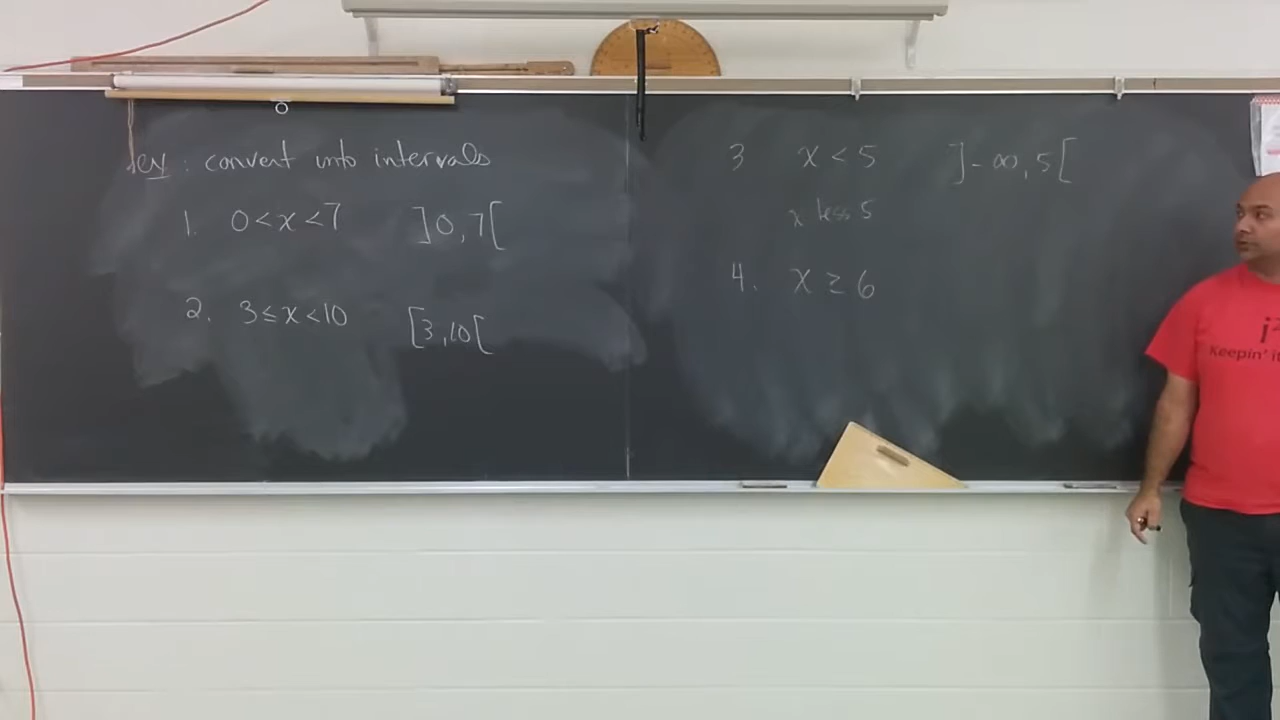 ex: convert into intervals
1. 0<x<7 ]0,7[
2. 3≤x<10 [3,10[
3 x<5 ]-∞,5[
x less 5
4. x≥6
Keepin' it